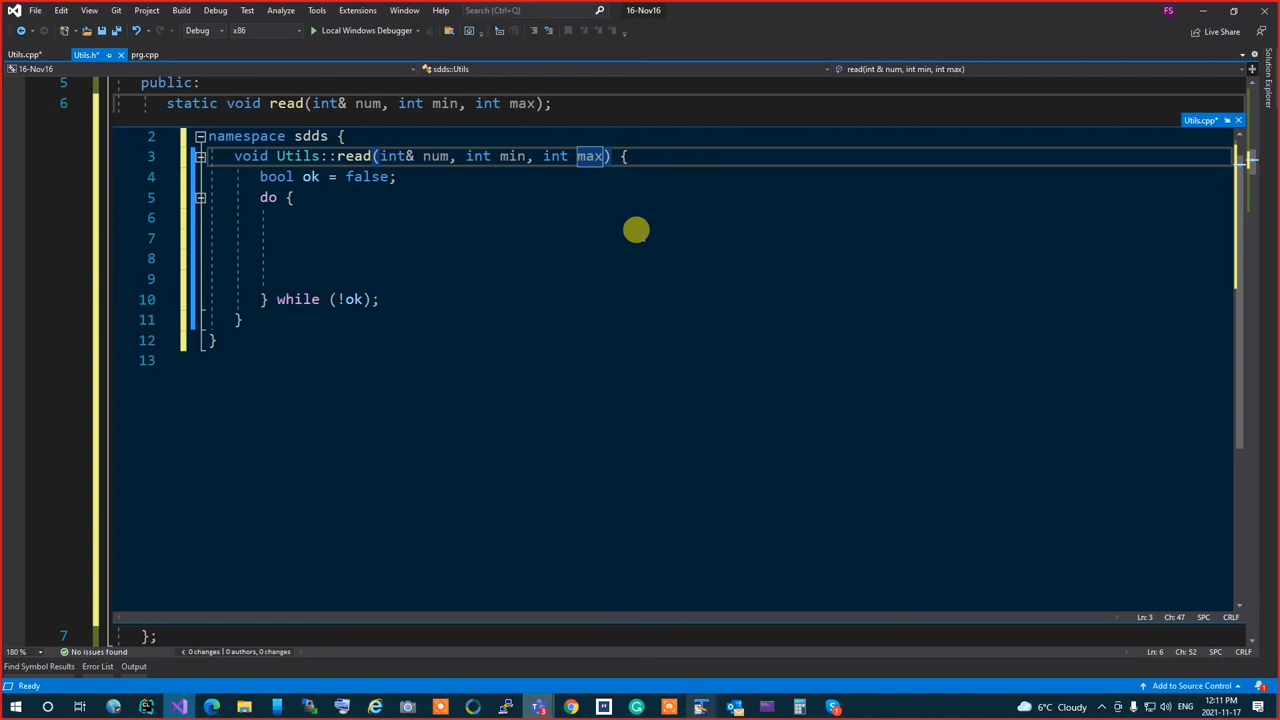 File Edit View Git Project Build Debug Test Analyze Tools Extensions Window Help Search (Ctrl+Q) 16-Nov16 FS
Debug x86 Local Windows Debugger Live Share
Utils.cpp* Utils.h* prg.cpp
16-Nov16 sdds::Utils read(int & num, int min, int max)
5 public:
6 static void read(int& num, int min, int max);
Utils.cpp*
2 namespace sdds {
3 void Utils::read(int& num, int min, int max) {
4 bool ok = false;
5 do {
6
7
8
9
10 } while (!ok);
11 }
12 }
13
Ln: 3 Ch: 47 SPC CRLF
7 };
180 % No issues found 0 changes | 0 authors, 0 changes Ln: 6 Ch: 52 SPC CRLF
Find Symbol Results Error List Output
Ready Add to Source Control 1
6°C Cloudy ENG 12:11 PM 2021-11-17
Solution Explorer